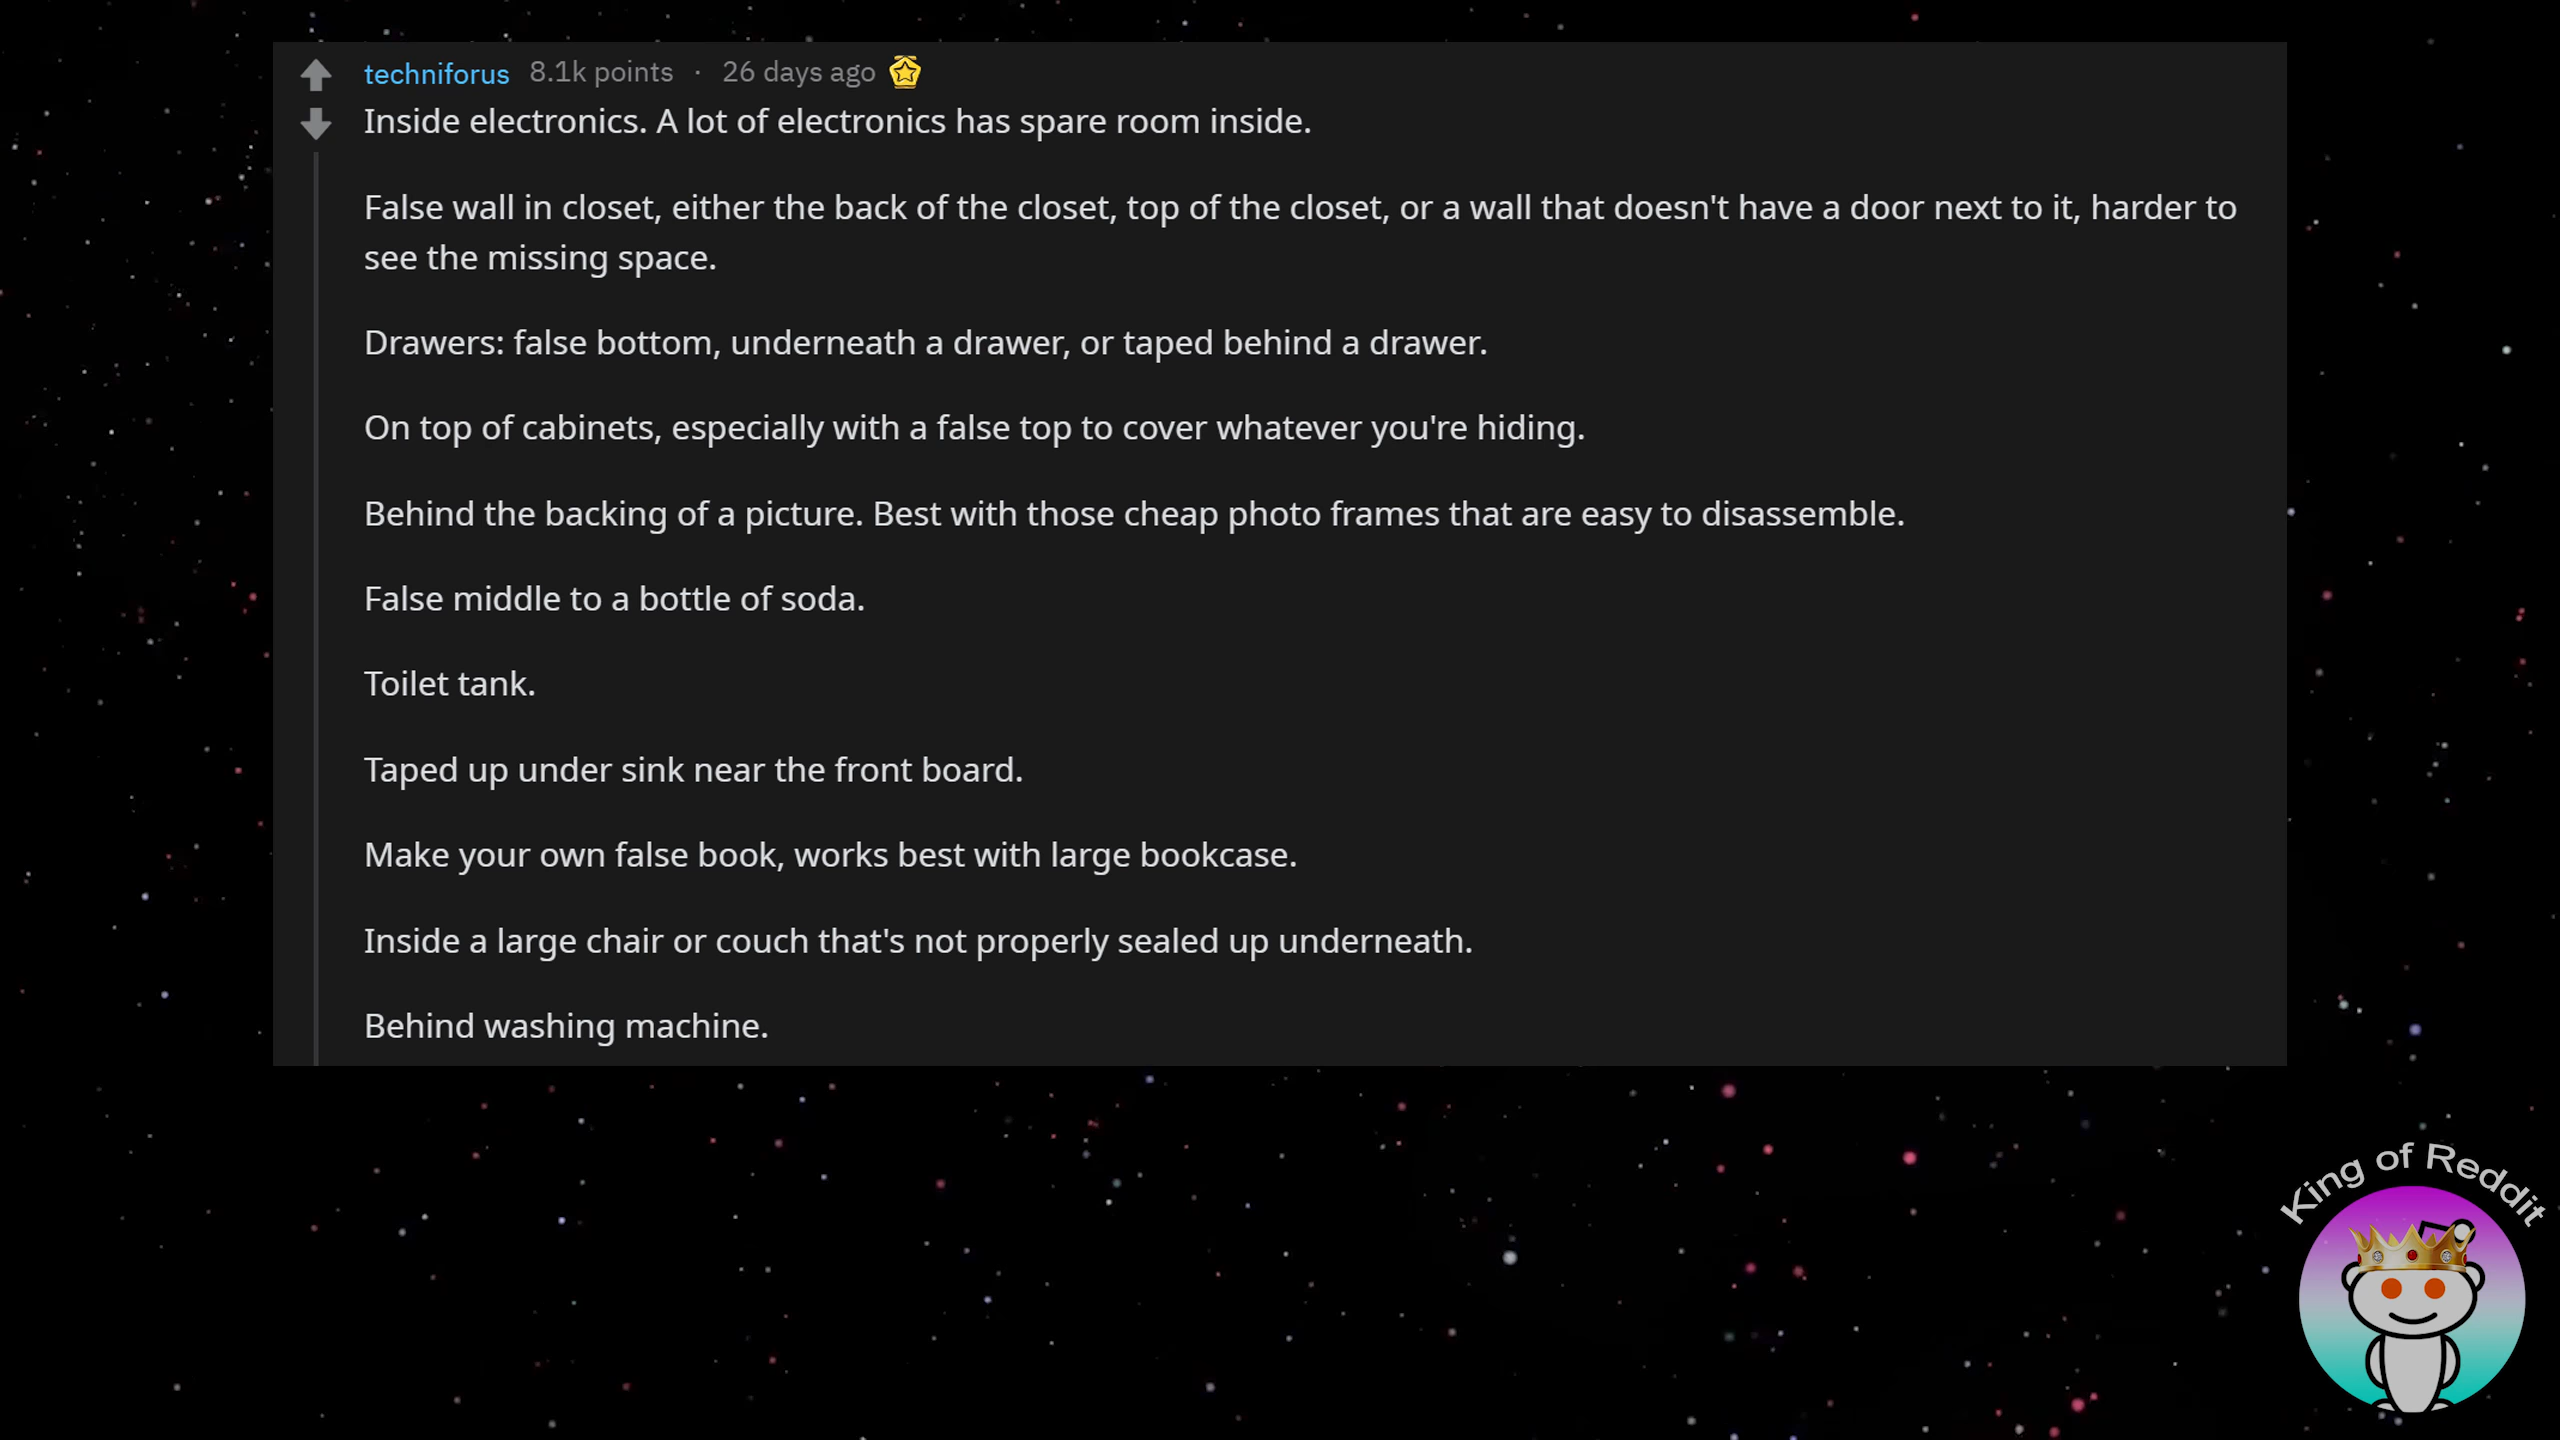 techniforus 8.1k points · 26 days ago
Inside electronics. A lot of electronics has spare room inside.
False wall in closet, either the back of the closet, top of the closet, or a wall that doesn't have a door next to it, harder to
see the missing space.
Drawers: false bottom, underneath a drawer, or taped behind a drawer.
On top of cabinets, especially with a false top to cover whatever you're hiding.
Behind the backing of a picture. Best with those cheap photo frames that are easy to disassemble.
False middle to a bottle of soda.
Toilet tank.
Taped up under sink near the front board.
Make your own false book, works best with large bookcase.
Inside a large chair or couch that's not properly sealed up underneath.
Behind washing machine.
King of Reddit